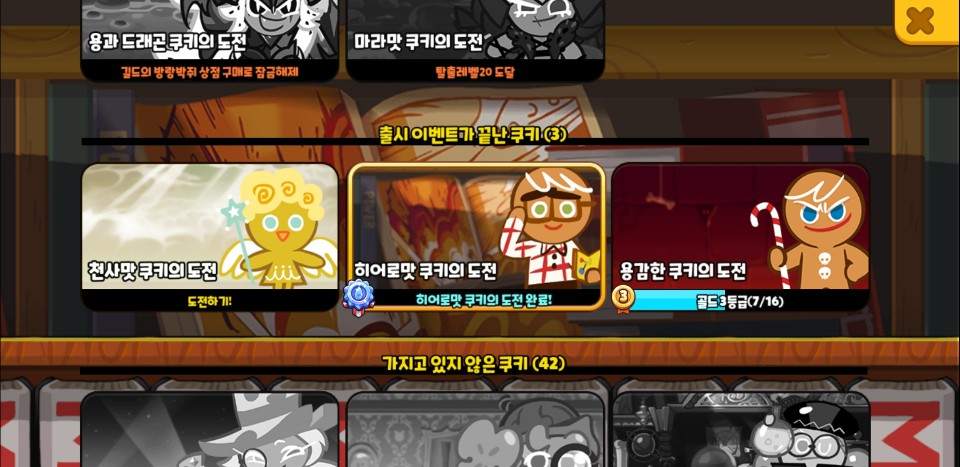 용과 드래곤 쿠키의 도전
마라맛 쿠키의 도전
길드의 방랑박쥐 상점 구매로 잠금해제
탈출레벨20 도달
출시 이벤트가 끝난 쿠키 (3)
천사맛 쿠키의 도전
히어로맛 쿠키의 도전
용감한 쿠키의 도전
도전하기!
히어로맛 쿠키의 도전 완료!
3
골드3등급(7/16)
가지고 있지 않은 쿠키 (42)